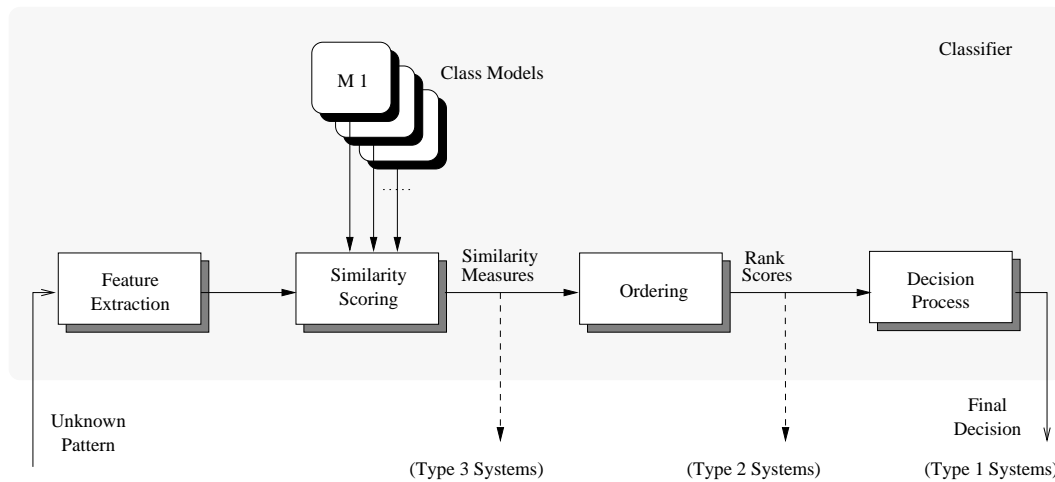 Classifier
M 1
Class Models
.....
Feature
Extraction
Similarity
Scoring
Similarity
Measures
Ordering
Rank
Scores
Decision
Process
Unknown
Pattern
Final
Decision
(Type 3 Systems)
(Type 2 Systems)
(Type 1 Systems)